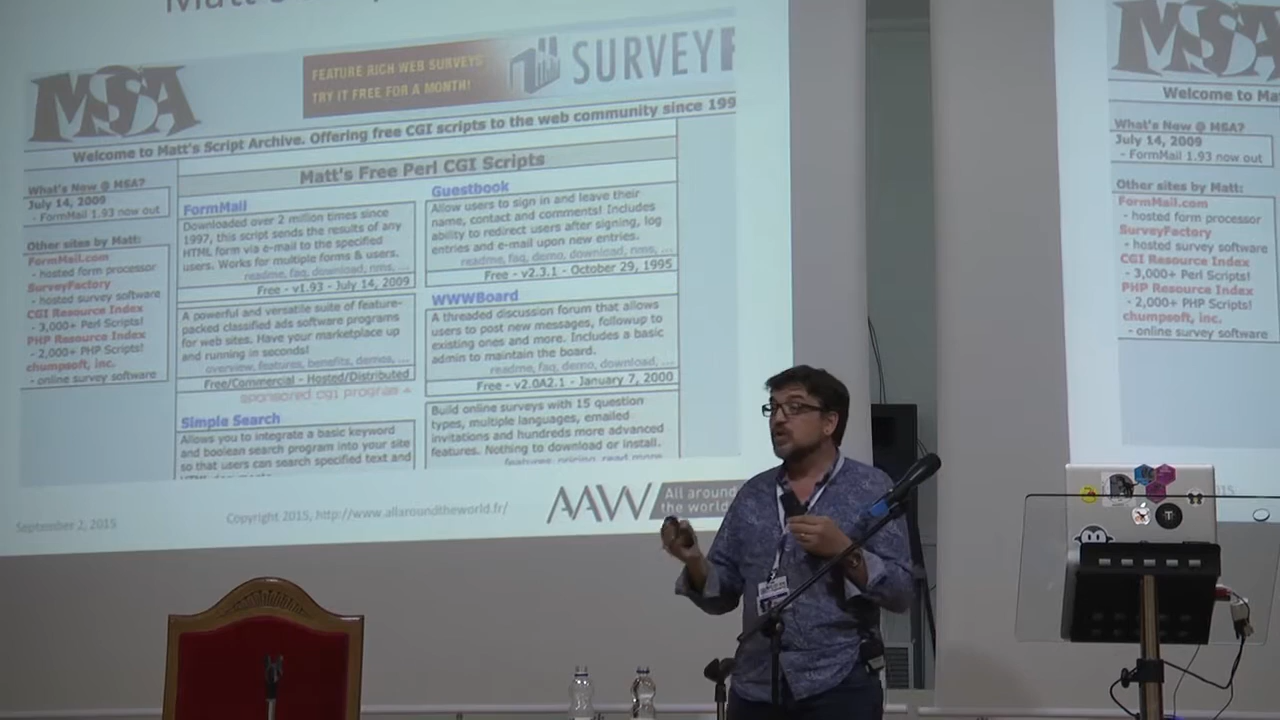 MSA
FEATURE RICH WEB SURVEYS
TRY IT FREE FOR A MONTH!
SURVEYF
Welcome to Matt's Script Archive. Offering free CGI scripts to the web community since 199
What's New @ MSA?
July 14, 2009
- FormMail 1.93 now out
Other sites by Matt:
FormMail.com
- hosted form processor
SurveyFactory
- hosted survey software
CGI Resource Index
- 3,000+ Perl Scripts!
PHP Resource Index
- 2,000+ PHP Scripts!
chumpsoft, inc.
- online survey software
Matt's Free Perl CGI Scripts
FormMail
Downloaded over 2 million times since
1997, this script sends the results of any
HTML form via e-mail to the specified
users. Works for multiple forms & users.
readme, faq, download, nms, ...
Free - v1.93 - July 14, 2009
A powerful and versatile suite of feature-
packed classified ads software programs
for web sites. Have your marketplace up
and running in seconds!
overview, features, benefits, demos, ...
Free/Commercial - Hosted/Distributed
sponsored cgi program ^
Simple Search
Allows you to integrate a basic keyword
and boolean search program into your site
so that users can search specified text and
Guestbook
Allow users to sign in and leave their
name, contact and comments! Includes
ability to redirect users after signing, log
entries and e-mail upon new entries.
readme, faq, demo, download, nms, ...
Free - v2.3.1 - October 29, 1995
WWWBoard
A threaded discussion forum that allows
users to post new messages, followup to
existing ones and more. Includes a basic
admin to maintain the board.
readme, faq, demo, download, ...
Free - v2.0A2.1 - January 7, 2000
Build online surveys with 15 question
types, multiple languages, emailed
invitations and hundreds more advanced
features. Nothing to download or install.
features, pricing, read more
September 2, 2015
Copyright 2015, http://www.allaroundtheworld.fr/
AAW
All around
the world
MSA
Welcome to Ma
What's New @ MSA?
July 14, 2009
- FormMail 1.93 now out
Other sites by Matt:
FormMail.com
- hosted form processor
SurveyFactory
- hosted survey software
CGI Resource Index
- 3,000+ Perl Scripts!
PHP Resource Index
- 2,000+ PHP Scripts!
chumpsoft, inc.
- online survey software